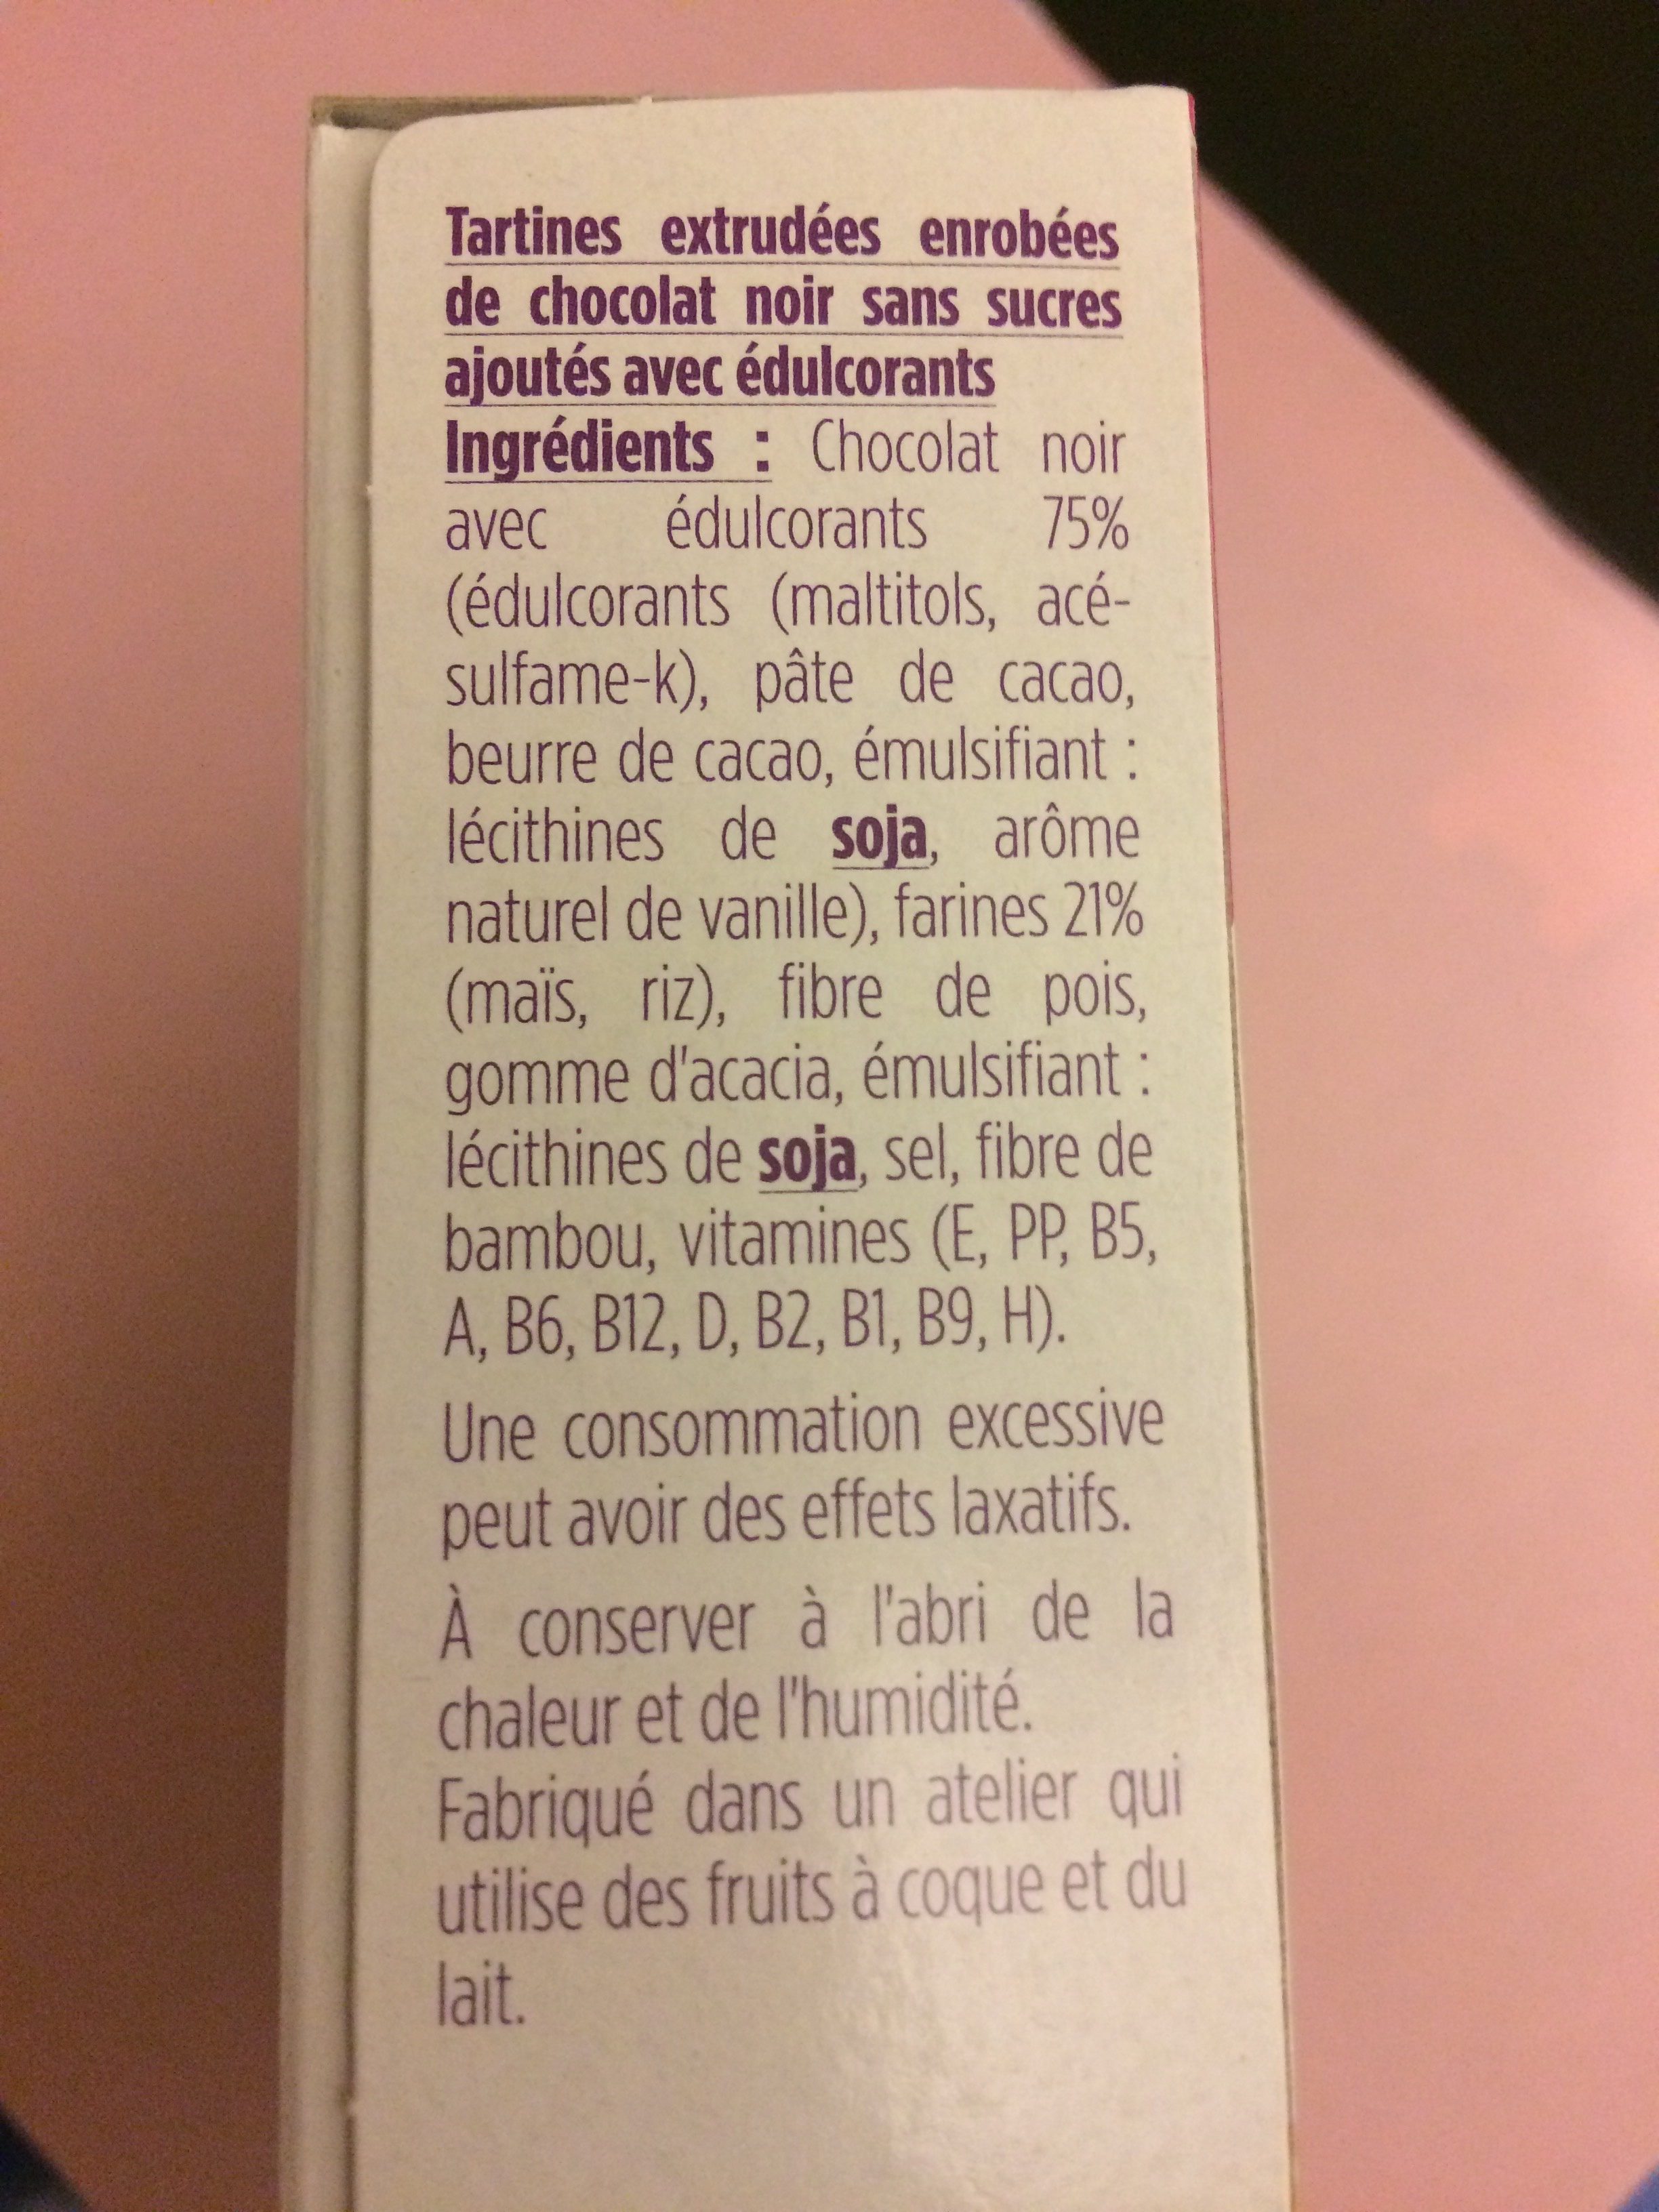 Tartines extrudées enrobées
de chocolat noir sans sucres
ajoutés avec édulcorants
Ingrédients : Chocolat noir
avec édulcorants 75%
(édulcorants (maltitols, acé-
sulfame-k), pâte de cacao,
beurre de cacao, émulsifiant :
lécithines de soja, arôme
naturel de vanille), farines 21%
(maïs, riz), fibre de pois,
gomme d'acacia, émulsifiant :
lécithines de soja, sel, fibre de
bambou, vitamines (E, PP, B5,
A, B6, B12, D, B2, B1, B9, H).
Une consommation excessive
peut avoir des effets laxatifs.
À conserver à l'abri de la
chaleur et de l'humidité.
Fabriqué dans un atelier qui
utilise des fruits à coque et du
lait.